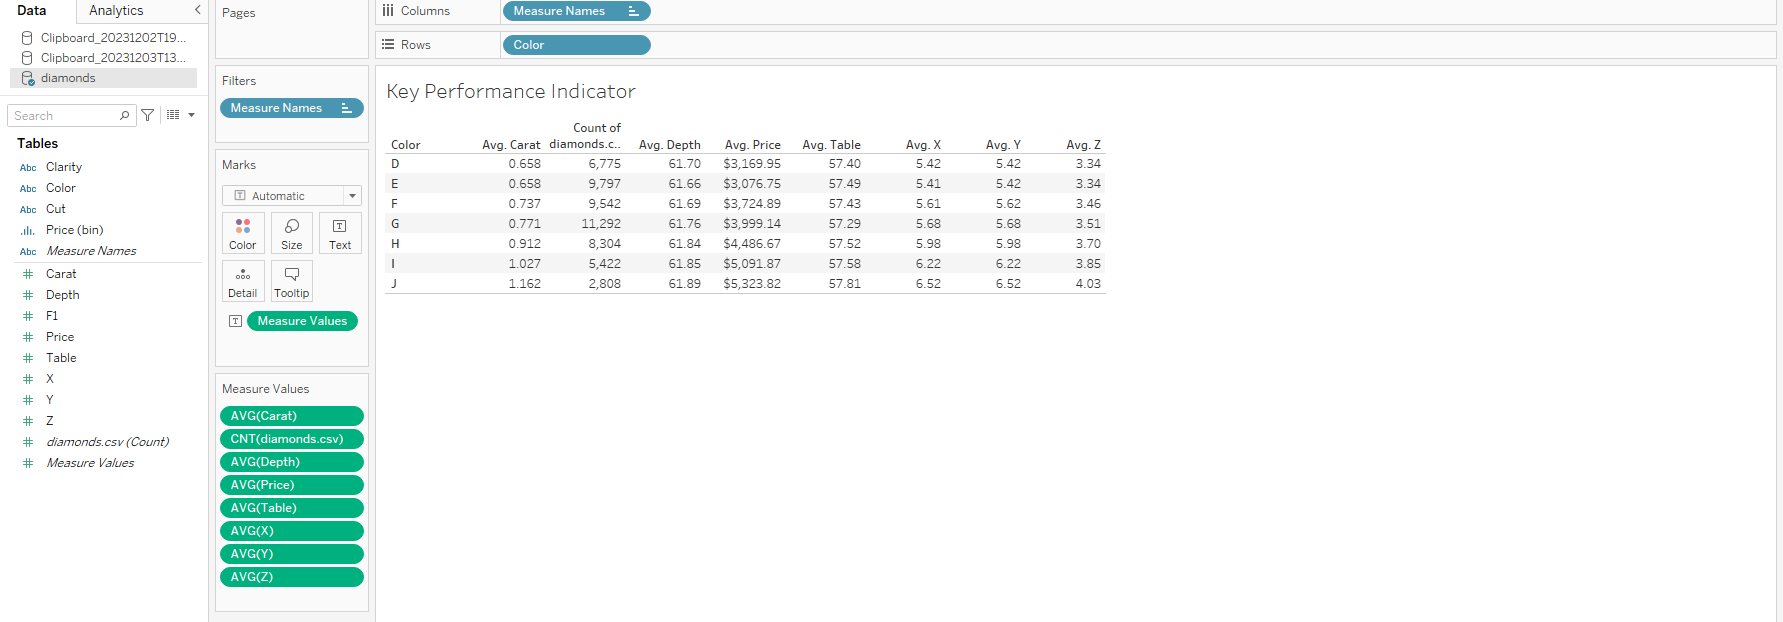 Data Analytics
Clipboard_20231202T19...
Clipboard_20231203T13...
diamonds
Search
Tables
Abc Clarity
Abc Color
Abc Cut
Price (bin)
Abc Measure Names
# Carat
# Depth
# F1
# Price
# Table
# X
# Y
# Z
# diamonds.csv (Count)
# Measure Values
Pages
Filters
Measure Names
Marks
T Automatic
Color Size Text
Detail Tooltip
T Measure Values
Measure Values
AVG(Carat)
CNT(diamonds.csv)
AVG(Depth)
AVG(Price)
AVG(Table)
AVG(X)
AVG(Y)
AVG(Z)
Columns Measure Names
Rows Color
Key Performance Indicator
Count of
Color Avg. Carat diamonds.c.. Avg. Depth Avg. Price Avg. Table Avg. X Avg. Y Avg. Z
D 0.658 6,775 61.70 $3,169.95 57.40 5.42 5.42 3.34
E 0.658 9,797 61.66 $3,076.75 57.49 5.41 5.42 3.34
F 0.737 9,542 61.69 $3,724.89 57.43 5.61 5.62 3.46
G 0.771 11,292 61.76 $3,999.14 57.29 5.68 5.68 3.51
H 0.912 8,304 61.84 $4,486.67 57.52 5.98 5.98 3.70
I 1.027 5,422 61.85 $5,091.87 57.58 6.22 6.22 3.85
J 1.162 2,808 61.89 $5,323.82 57.81 6.52 6.52 4.03